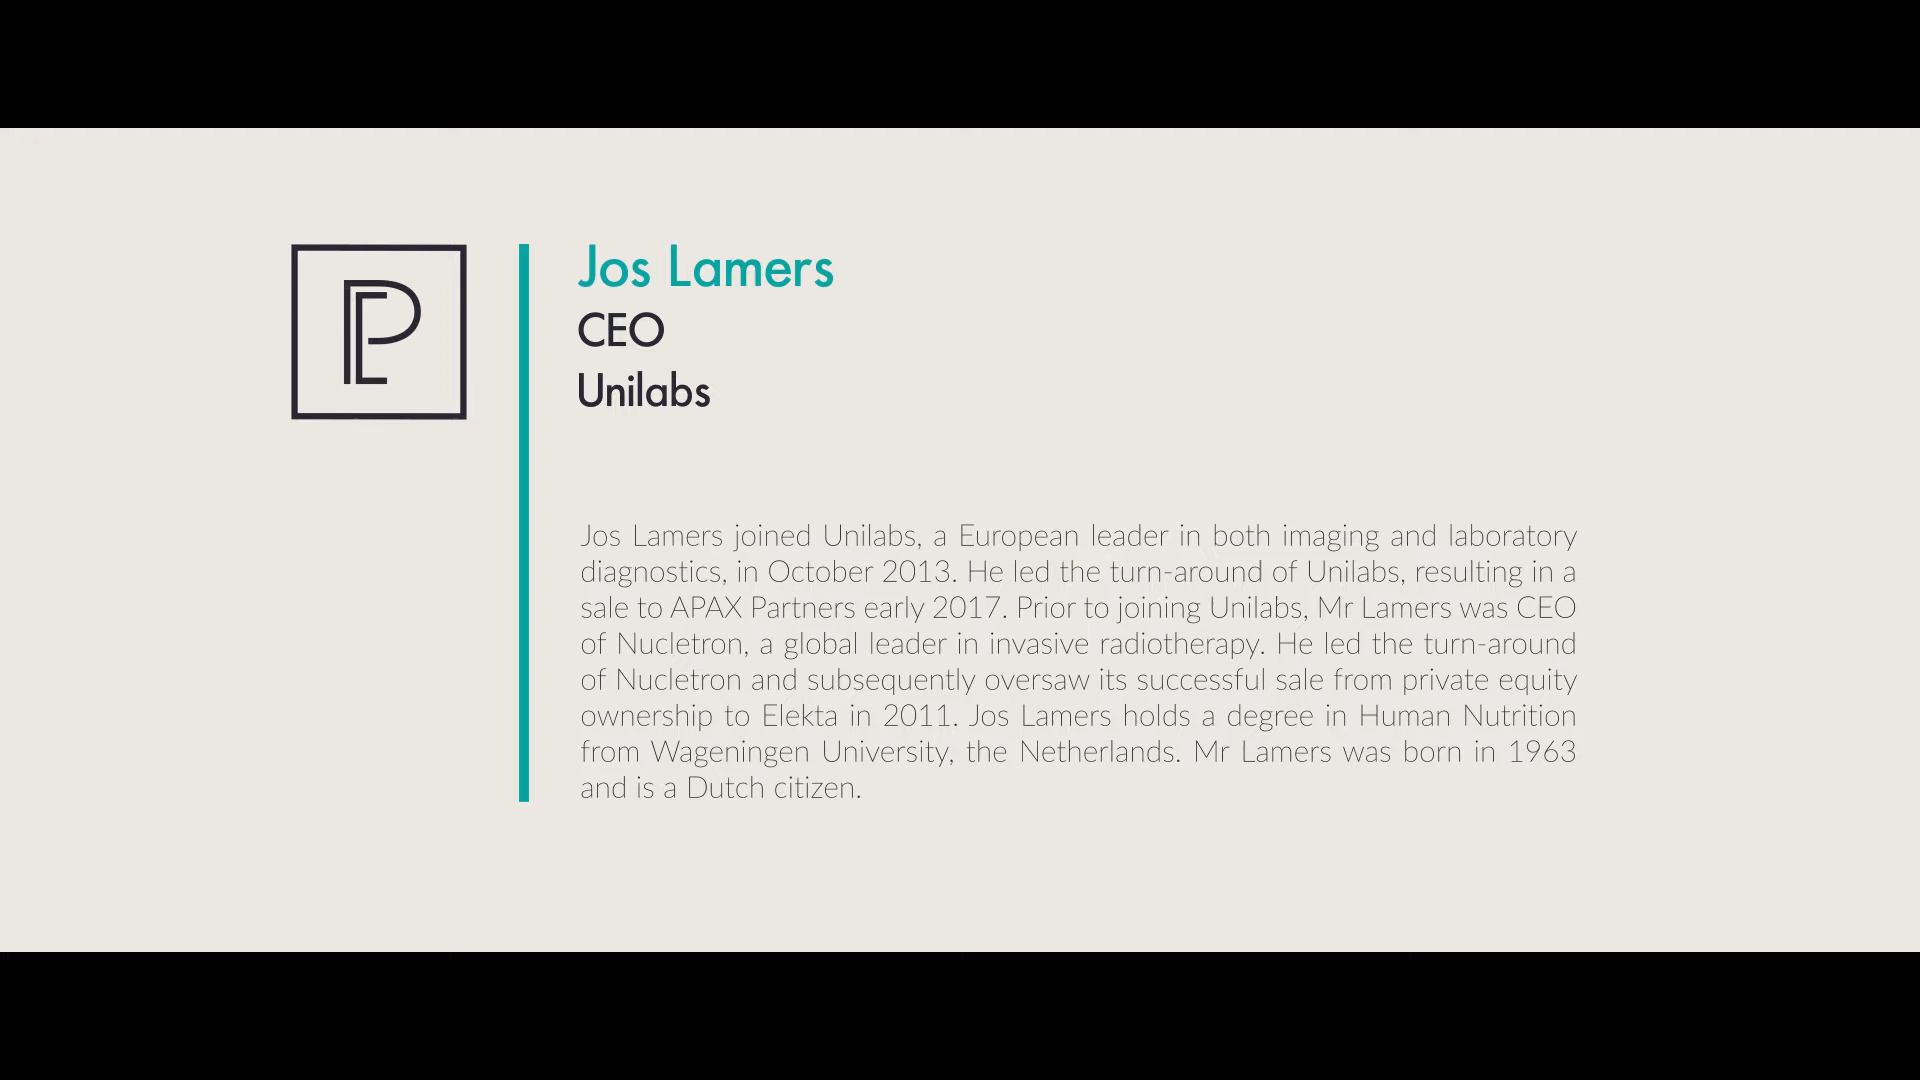 Jos Lamers
CEO
Unilabs
Jos Lamers joined Unilabs, a European leader in both imaging and laboratory
diagnostics, in October 2013. He led the turn-around of Unilabs, resulting in a
sale to APAX Partners early 2017. Prior to joining Unilabs, Mr Lamers was CEO
of Nucletron, a global leader in invasive radiotherapy. He led the turn-around
of Nucletron and subsequently oversaw its successful sale from private equity
ownership to Elekta in 2011. Jos Lamers holds a degree in Human Nutrition
from Wageningen University, the Netherlands. Mr Lamers was born in 1963
and is a Dutch citizen.